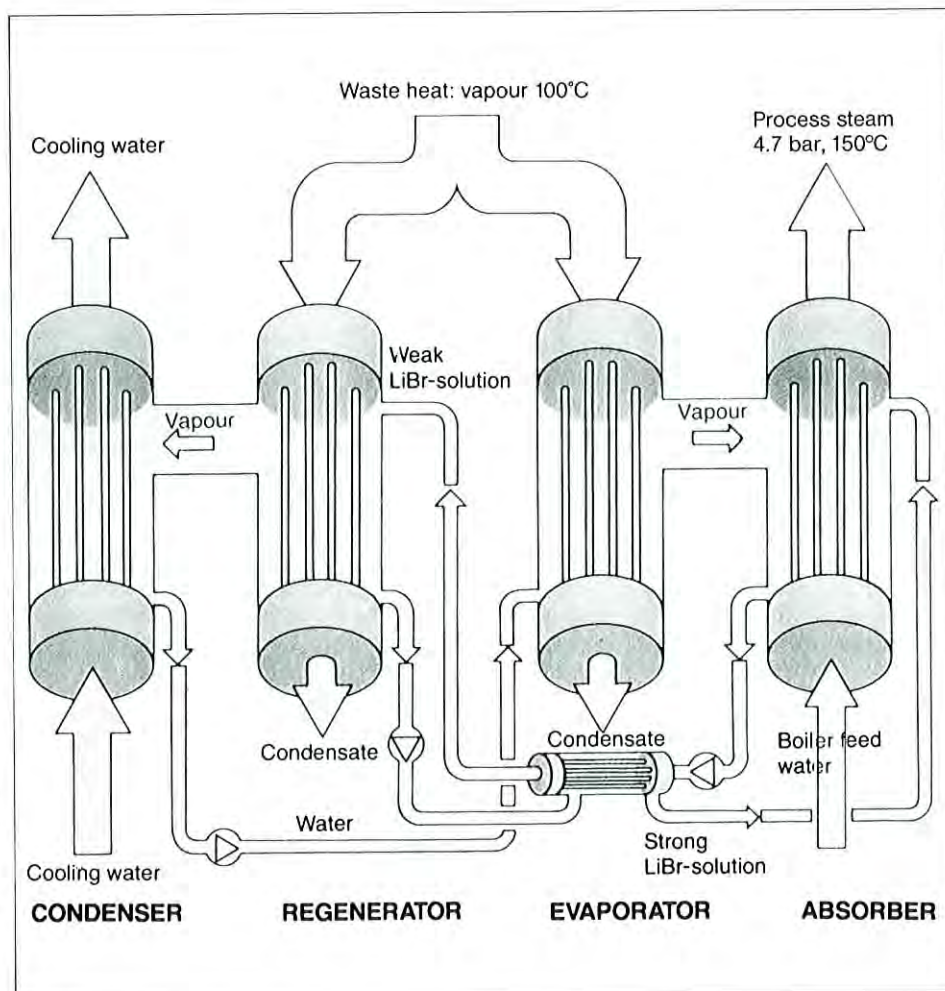 Waste heat: vapour 100°C
Cooling water
Process steam
4.7 bar, 150ºC
Weak
LiBr-solution
Vapour
Vapour
Condensate
Condensate
Boiler feed
water
Water
Strong
LiBr-solution
Cooling water
CONDENSER
REGENERATOR
EVAPORATOR
ABSORBER